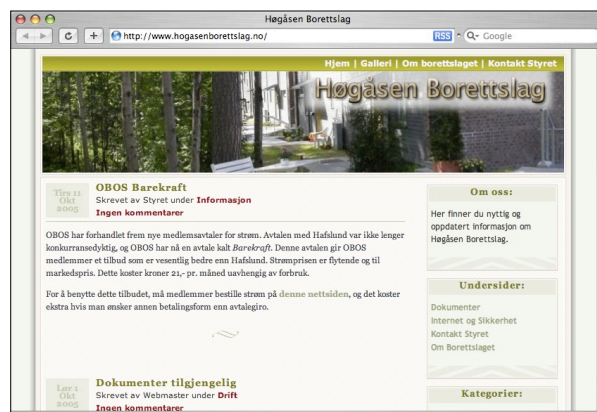 Høgåsen Borettslag
http://www.hogasenborettslag.no/
RSS
Google
Hjem | Galleri | Om borettslaget | Kontakt Styret
Høgåsen Borettslag
Tirs 11
Okt
2005
OBOS Barekraft
Skrevet av Styret under Informasjon
Ingen kommentarer
OBOS har forhandlet frem nye medlemsavtaler for strøm. Avtalen med Hafslund var ikke lenger
konkurransedyktig, og OBOS har nå en avtale kalt Barekraft. Denne avtalen gir OBOS
medlemmer et tilbud som er vesentlig bedre enn Hafslund. Strømprisen er flytende og til
markedspris. Dette koster kroner 21,- pr. måned uavhengig av forbruk.
For å benytte dette tilbudet, må medlemmer bestille strøm på denne nettsiden, og det koster
ekstra hvis man ønsker annen betalingsform enn avtalegiro.
Lør 1
Okt
2005
Dokumenter tilgjengelig
Skrevet av Webmaster under Drift
Ingen kommentarer
Om oss:
Her finner du nyttig og
oppdatert informasjon om
Høgåsen Borettslag.
Undersider:
Dokumenter
Internet og Sikkerhet
Kontakt Styret
Om Borettslaget
Kategorier: